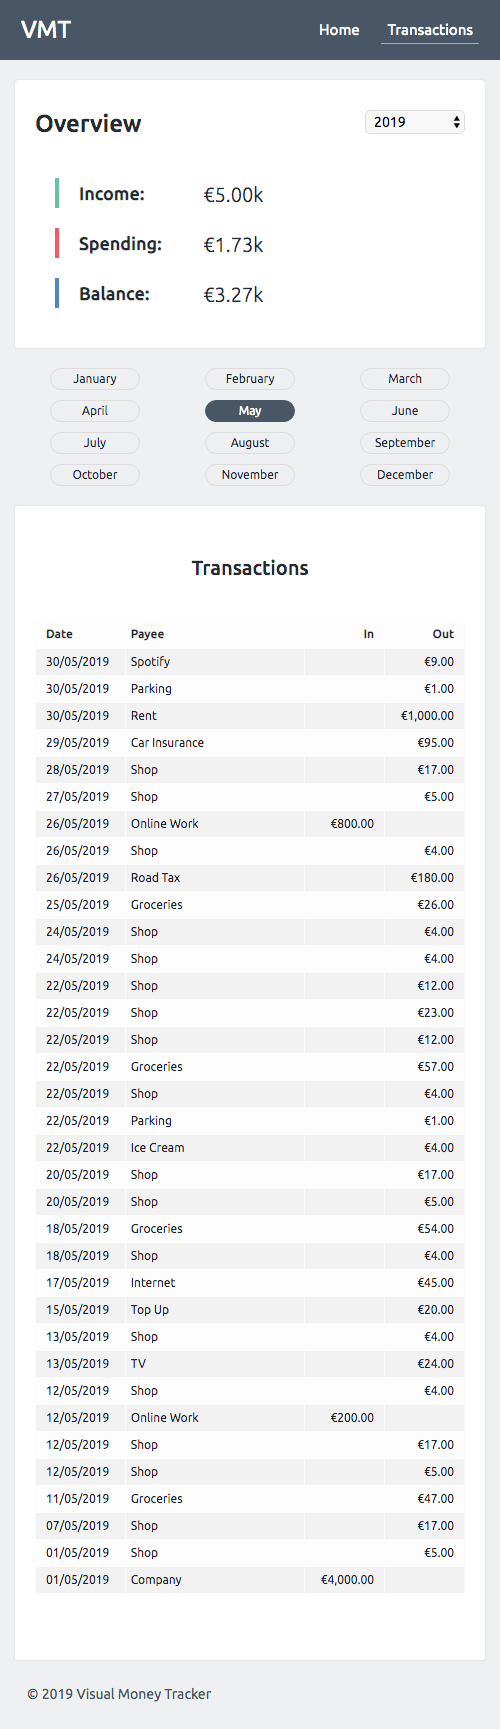 VMT Home Transactions
Overview 2019
Income: €5.00k
Spending: €1.73k
Balance: €3.27k
January February March
April May June
July August September
October November December
Transactions
Date Payee In Out
30/05/2019 Spotify €9.00
30/05/2019 Parking €1.00
30/05/2019 Rent €1,000.00
29/05/2019 Car Insurance €95.00
28/05/2019 Shop €17.00
27/05/2019 Shop €5.00
26/05/2019 Online Work €800.00
26/05/2019 Shop €4.00
26/05/2019 Road Tax €180.00
25/05/2019 Groceries €26.00
24/05/2019 Shop €4.00
24/05/2019 Shop €4.00
22/05/2019 Shop €12.00
22/05/2019 Shop €23.00
22/05/2019 Shop €12.00
22/05/2019 Groceries €57.00
22/05/2019 Shop €4.00
22/05/2019 Parking €1.00
22/05/2019 Ice Cream €4.00
20/05/2019 Shop €17.00
20/05/2019 Shop €5.00
18/05/2019 Groceries €54.00
18/05/2019 Shop €4.00
17/05/2019 Internet €45.00
15/05/2019 Top Up €20.00
13/05/2019 Shop €4.00
13/05/2019 TV €24.00
12/05/2019 Shop €4.00
12/05/2019 Online Work €200.00
12/05/2019 Shop €17.00
12/05/2019 Shop €5.00
11/05/2019 Groceries €47.00
07/05/2019 Shop €17.00
01/05/2019 Shop €5.00
01/05/2019 Company €4,000.00
© 2019 Visual Money Tracker